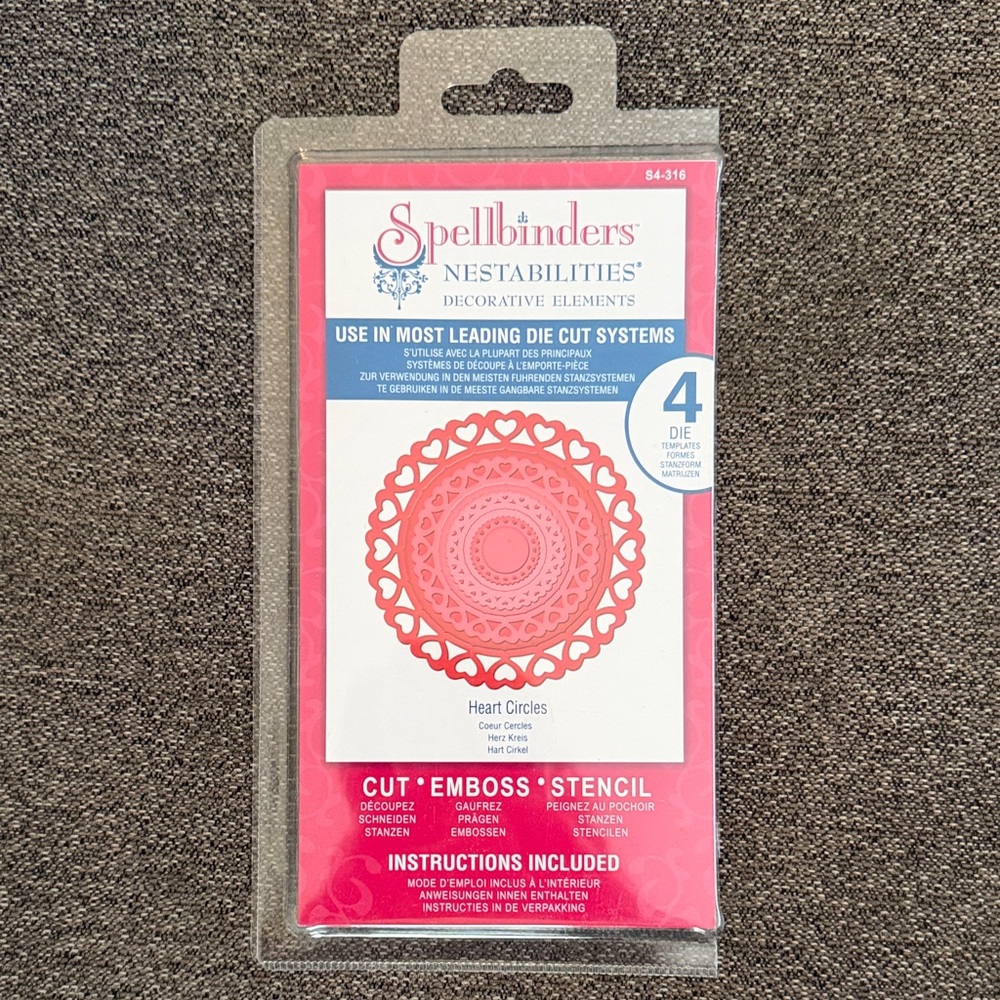 S4-316
Spellbinders™
NESTABILITIES®
DECORATIVE ELEMENTS
USE IN MOST LEADING DIE CUT SYSTEMS
S'UTILISE AVEC LA PLUPART DES PRINCIPAUX
SYSTÈMES DE DÉCOUPE À L'EMPORTE-PIÈCE
ZUR VERWENDUNG IN DEN MEISTEN FUHRENDEN STANZSYSTEMEN
TE GEBRUIKEN IN DE MEESTE GANGBARE STANZSYSTEMEN
4
DIE
TEMPLATES
FORMES
STANZFORM
MATRIJZEN
Heart Circles
Coeur Cercles
Herz Kreis
Hart Cirkel
CUT • EMBOSS • STENCIL
DÉCOUPEZ GAUFREZ PEIGNEZ AU POCHOIR
SCHNEIDEN PRÄGEN STANZEN
STANZEN EMBOSSEN STENCILEN
INSTRUCTIONS INCLUDED
MODE D'EMPLOI INCLUS À L'INTÉRIEUR
ANWEISUNGEN INNEN ENTHALTEN
INSTRUCTIES IN DE VERPAKKING